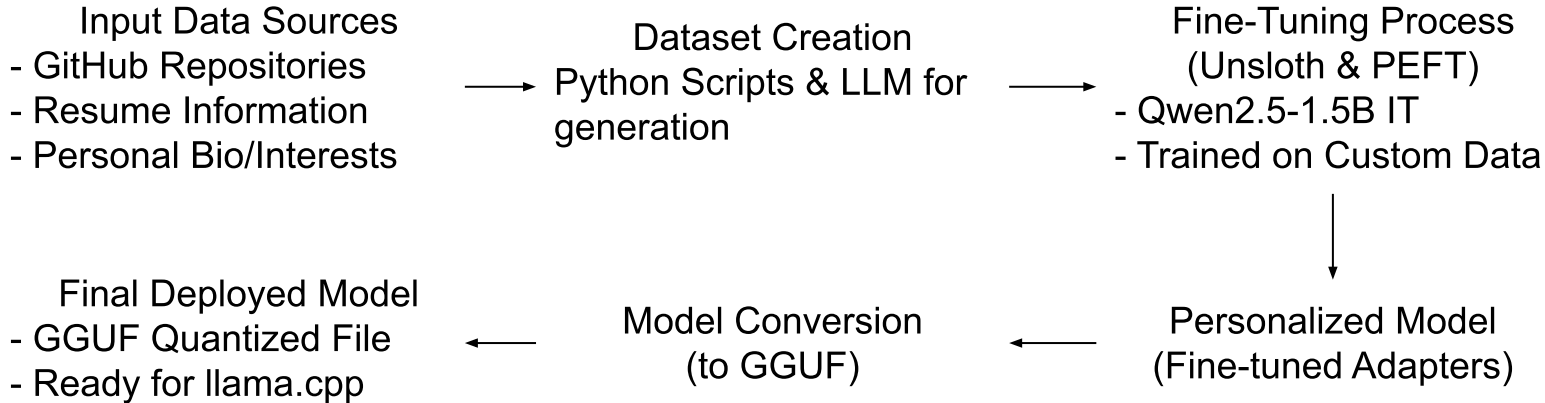 Input Data Sources
- GitHub Repositories
- Resume Information
- Personal Bio/Interests
Dataset Creation
Python Scripts & LLM for
generation
Fine-Tuning Process
(Unsloth & PEFT)
- Qwen2.5-1.5B IT
- Trained on Custom Data
Personalized Model
(Fine-tuned Adapters)
Model Conversion
(to GGUF)
Final Deployed Model
- GGUF Quantized File
- Ready for llama.cpp